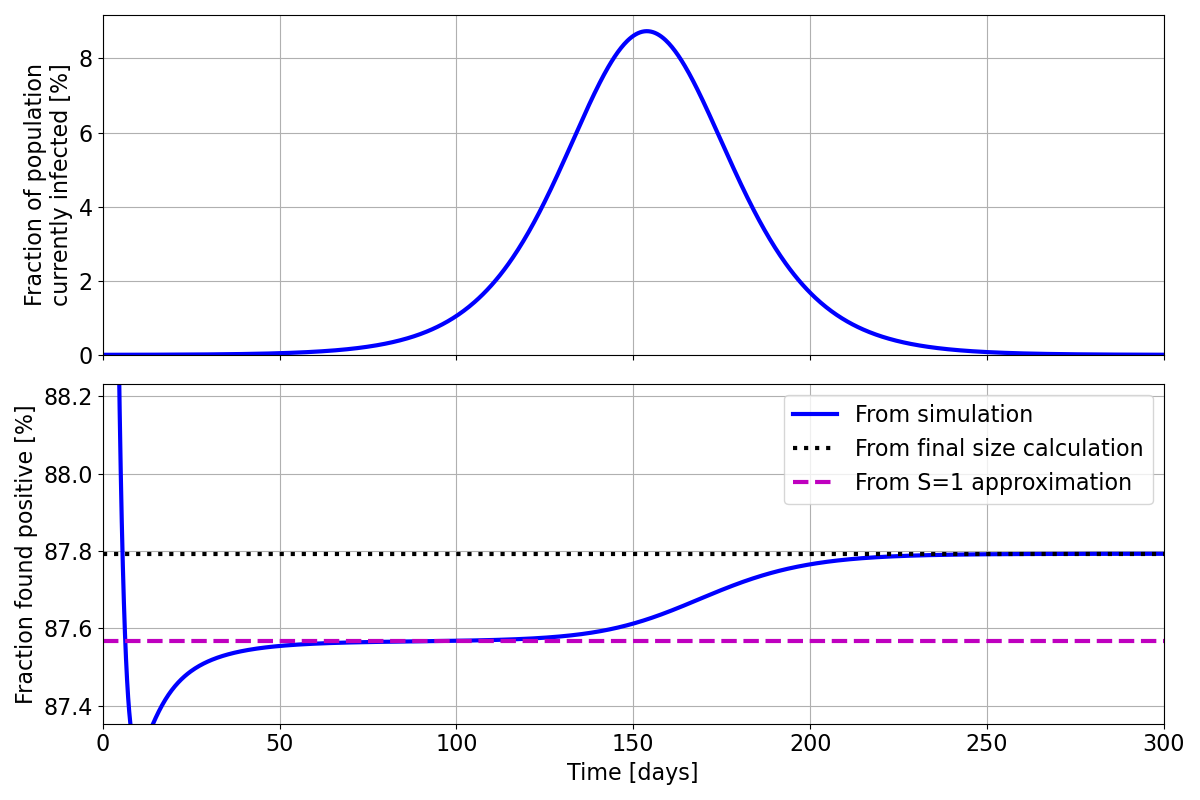 Fraction of population
currently infected [%]
8
6
4
2
0
Fraction found positive [%]
88.2
88.0
87.8
87.6
87.4
From simulation
From final size calculation
From S=1 approximation
0 50 100 150 200 250 300
Time [days]